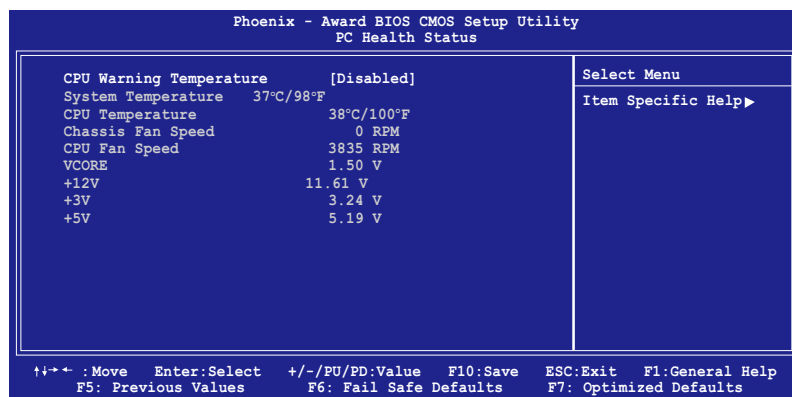 Phoenix - Award BIOS CMOS Setup Utility
PC Health Status
CPU Warning Temperature [Disabled]
System Temperature 37°C/98°F
CPU Temperature 38°C/100°F
Chassis Fan Speed 0 RPM
CPU Fan Speed 3835 RPM
VCORE 1.50 V
+12V 11.61 V
+3V 3.24 V
+5V 5.19 V
Select Menu
Item Specific Help▶
↑↓→← :Move Enter:Select +/-/PU/PD:Value F10:Save ESC:Exit F1:General Help
F5: Previous Values F6: Fail Safe Defaults F7: Optimized Defaults